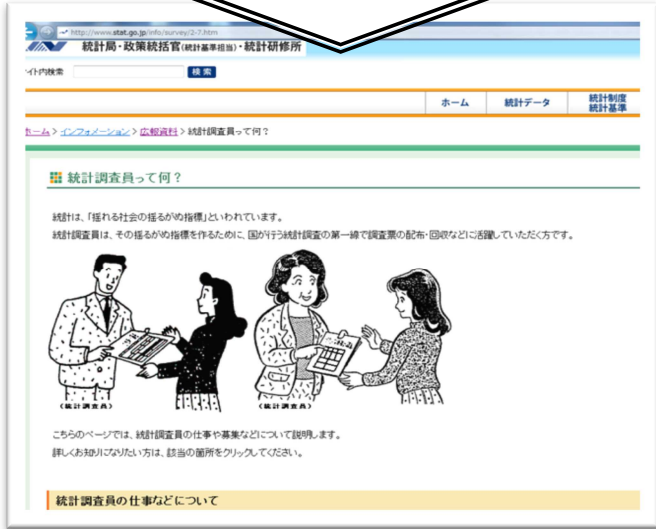 http://www.stat.go.jp/info/survey/2-7.htm
統計局・政策統括官(統計基準担当)・統計研修所
イト内検索 検索
ホーム 統計データ 統計制度
統計基準
ホーム > インフォメーション > 広報資料 > 統計調査員って何?
統計調査員って何?
統計は、「揺れる社会の揺るがぬ指標」といわれています。
統計調査員は、その揺るがぬ指標を作るために、国が行う統計調査の第一線で調査票の配布・回収などに活躍していただく方です。
(統計調査員) (統計調査員)
こちらのページでは、統計調査員の仕事や募集などについて説明します。
詳しくお知りになりたい方は、該当の箇所をクリックしてください。
統計調査員の仕事などについて